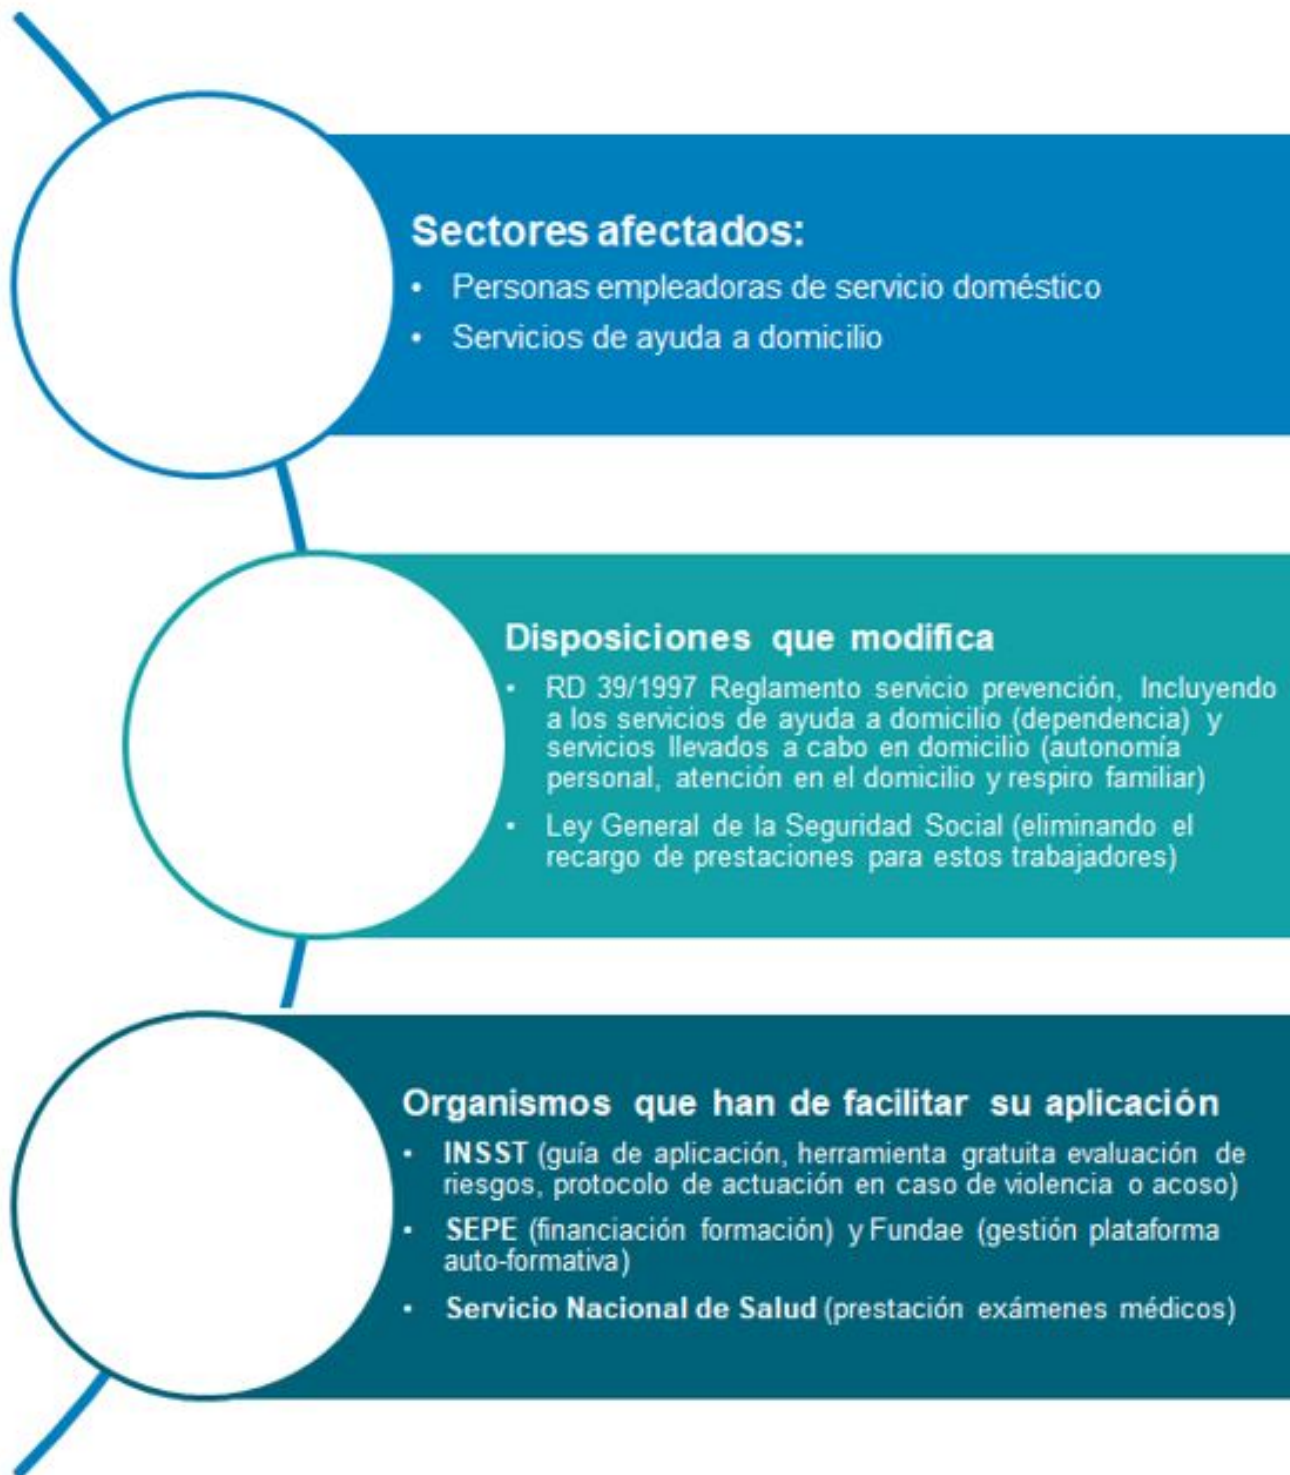 Sectores afectados:
• Personas empleadoras de servicio doméstico
• Servicios de ayuda a domicilio
Disposiciones que modifica
• RD 39/1997 Reglamento servicio prevención, Incluyendo
a los servicios de ayuda a domicilio (dependencia) y
servicios llevados a cabo en domicilio (autonomía
personal, atención en el domicilio y respiro familiar)
• Ley General de la Seguridad Social (eliminando el
recargo de prestaciones para estos trabajadores)
Organismos que han de facilitar su aplicación
• INSST (guía de aplicación, herramienta gratuita evaluación de
riesgos, protocolo de actuación en caso de violencia o acoso)
• SEPE (financiación formación) y Fundae (gestión plataforma
auto-formativa)
• Servicio Nacional de Salud (prestación exámenes médicos)